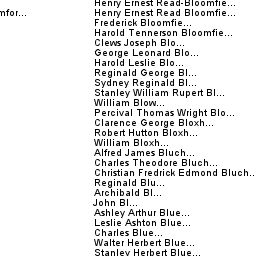 Henry Ernest Read-Bloomfie...
mfor... Henry Ernest Read Bloomfie...
Frederick Bloomfie...
Harold Tennerson Bloomfie...
Clews Joseph Blo...
George Leonard Blo...
Harold Leslie Blo...
Reginald George Bl...
Sydney Reginald Bl...
Stanley William Rupert Bl...
William Blow...
Percival Thomas Wright Blo...
Clarence George Bloxh...
Robert Hutton Bloxh...
William Bloxh...
Alfred James Bluch...
Charles Theodore Bluch...
Christian Fredrick Edmond Bluch..
Reginald Blu...
Archibald Bl...
John Bl...
Ashley Arthur Blue...
Leslie Ashton Blue...
Charles Blue...
Walter Herbert Blue...
Stanley Herbert Blue...